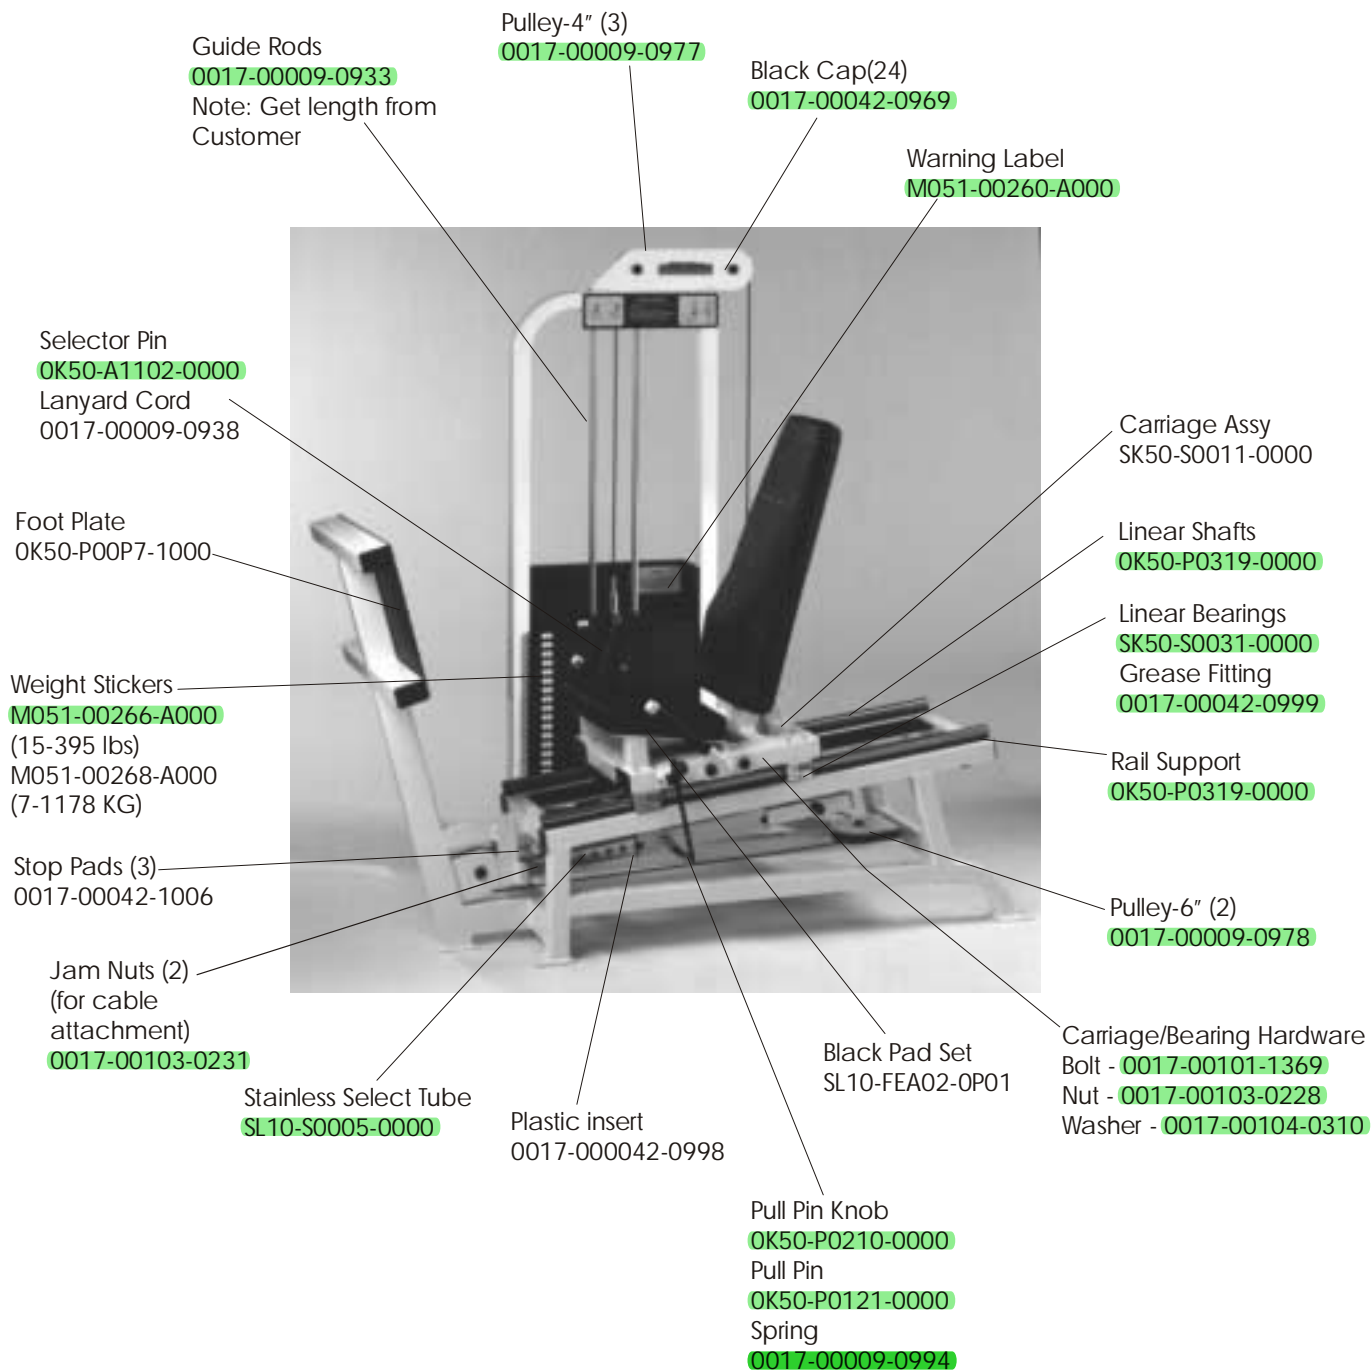 Pulley-4" (3)
0017-00009-0977
Guide Rods
0017-00009-0933
Note: Get length from
Customer
Black Cap(24)
0017-00042-0969
Warning Label
M051-00260-A000
Selector Pin
0K50-A1102-0000
Lanyard Cord
0017-00009-0938
Carriage Assy
SK50-S0011-0000
Foot Plate
0K50-P00P7-1000
Linear Shafts
0K50-P0319-0000
Linear Bearings
SK50-S0031-0000
Grease Fitting
0017-00042-0999
Weight Stickers
M051-00266-A000
(15-395 lbs)
M051-00268-A000
(7-1178 KG)
Rail Support
0K50-P0319-0000
Stop Pads (3)
0017-00042-1006
Pulley-6" (2)
0017-00009-0978
Jam Nuts (2)
(for cable
attachment)
0017-00103-0231
Carriage/Bearing Hardware
Bolt - 0017-00101-1369
Nut - 0017-00103-0228
Washer - 0017-00104-0310
Black Pad Set
SL10-FEA02-0P01
Stainless Select Tube
SL10-S0005-0000
Plastic insert
0017-000042-0998
Pull Pin Knob
0K50-P0210-0000
Pull Pin
0K50-P0121-0000
Spring
0017-00009-0994